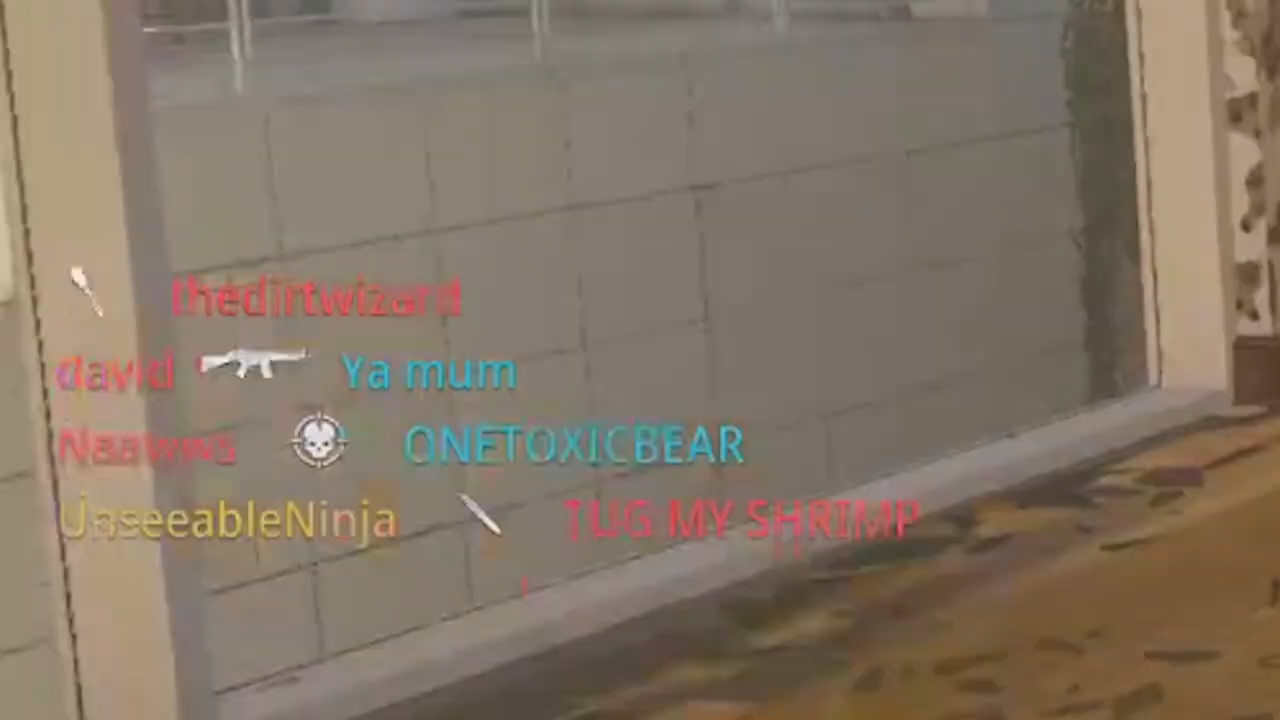 thedirtwizard
david Ya mum
Naawws ONETOXICBEAR
UnseeableNinja TUG MY SHRIMP